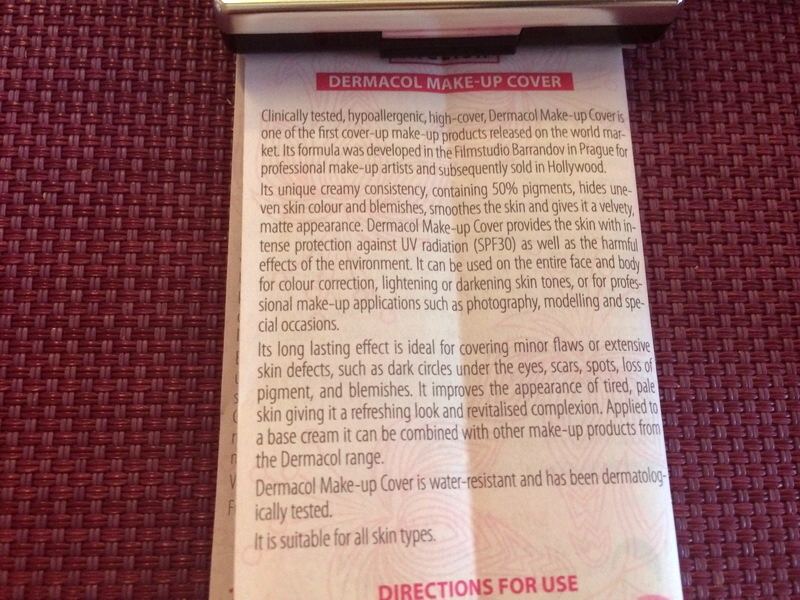 DERMACOL MAKE-UP COVER
Clinically tested, hypoallergenic, high-cover, Dermacol Make-up Cover is
one of the first cover-up make-up products released on the world mar-
ket. Its formula was developed in the Filmstudio Barrandov in Prague for
professional make-up artists and subsequently sold in Hollywood.
Its unique creamy consistency, containing 50% pigments, hides une-
ven skin colour and blemishes, smoothes the skin and gives it a velvety,
matte appearance. Dermacol Make-up Cover provides the skin with in-
tense protection against UV radiation (SPF30) as well as the harmful
effects of the environment. It can be used on the entire face and body
for colour correction, lightening or darkening skin tones, or for profes-
sional make-up applications such as photography, modelling and spe-
cial occasions.
Its long lasting effect is ideal for covering minor flaws or extensive
skin defects, such as dark circles under the eyes, scars, spots, loss of
pigment, and blemishes. It improves the appearance of tired, pale
skin giving it a refreshing look and revitalised complexion. Applied to
a base cream it can be combined with other make-up products from
the Dermacol range.
Dermacol Make-up Cover is water-resistant and has been dermatolog-
ically tested.
It is suitable for all skin types.
DIRECTIONS FOR USE